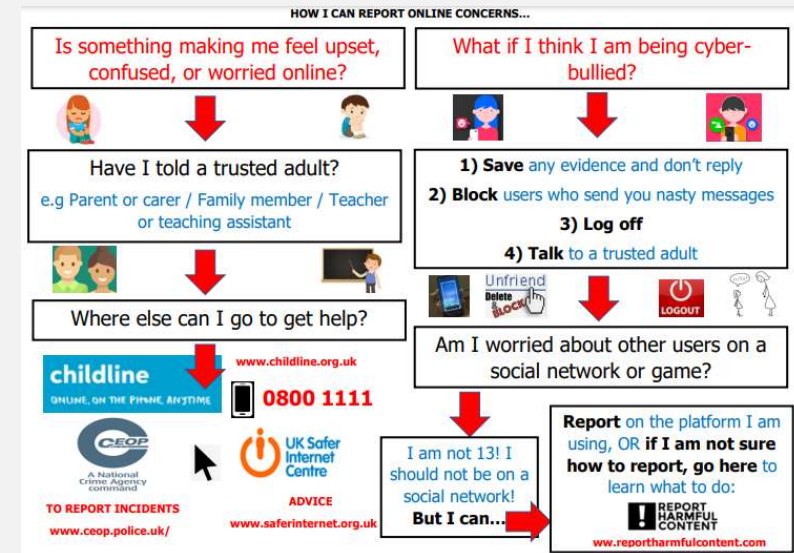 HOW I CAN REPORT ONLINE CONCERNS...
Is something making me feel upset,
confused, or worried online?
Have I told a trusted adult?
e.g Parent or carer / Family member / Teacher
or teaching assistant
Where else can I go to get help?
childline
ONLINE, ON THE PHONE, ANYTIME
www.childline.org.uk
0800 1111
CEOP
A National
Crime Agency
command
UK Safer
Internet
Centre
TO REPORT INCIDENTS
www.ceop.police.uk/
ADVICE
www.saferinternet.org.uk
What if I think I am being cyber-
bullied?
1) Save any evidence and don't reply
2) Block users who send you nasty messages
3) Log off
4) Talk to a trusted adult
Unfriend
Delete
&
BLOCK
LOGOUT
Am I worried about other users on a
social network or game?
I am not 13! I
should not be on a
social network!
But I can...
Report on the platform I am
using, OR if I am not sure
how to report, go here to
learn what to do:
REPORT
HARMFUL
CONTENT
ww.reportharmfulcontent.com